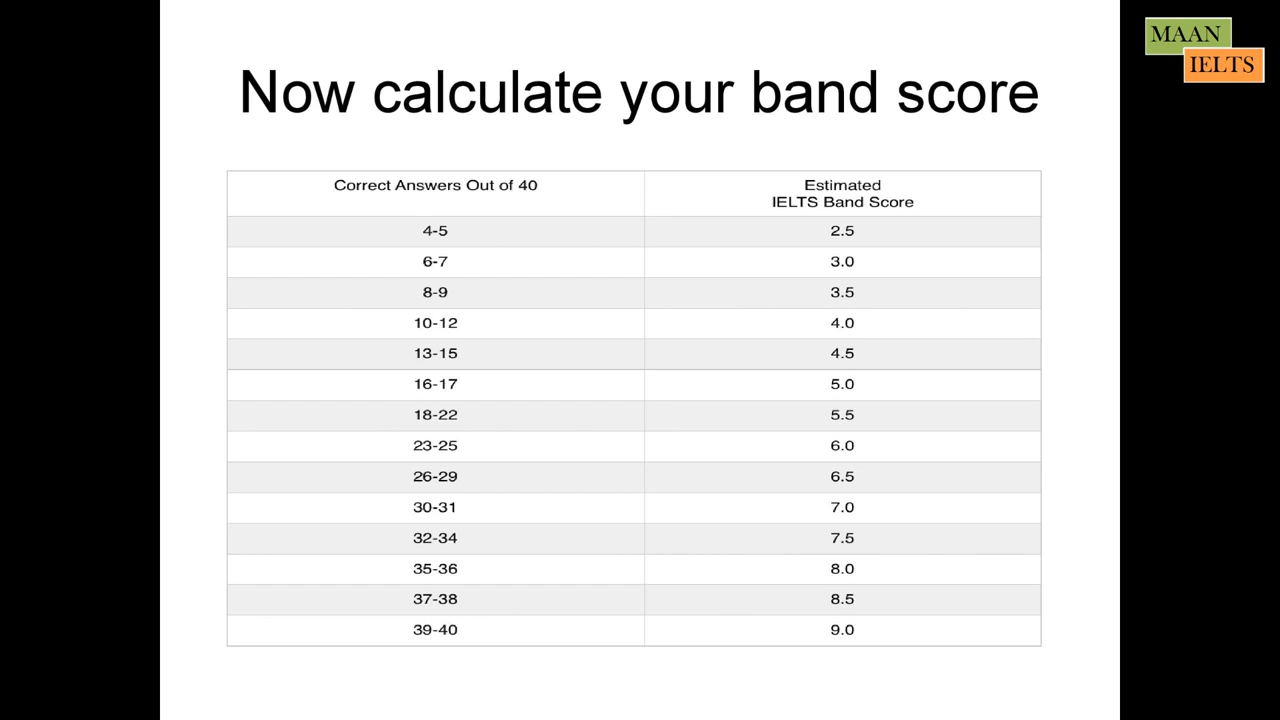 MAAN
IELTS
Now calculate your band score
Correct Answers Out of 40 Estimated
IELTS Band Score
4-5 2.5
6-7 3.0
8-9 3.5
10-12 4.0
13-15 4.5
16-17 5.0
18-22 5.5
23-25 6.0
26-29 6.5
30-31 7.0
32-34 7.5
35-36 8.0
37-38 8.5
39-40 9.0